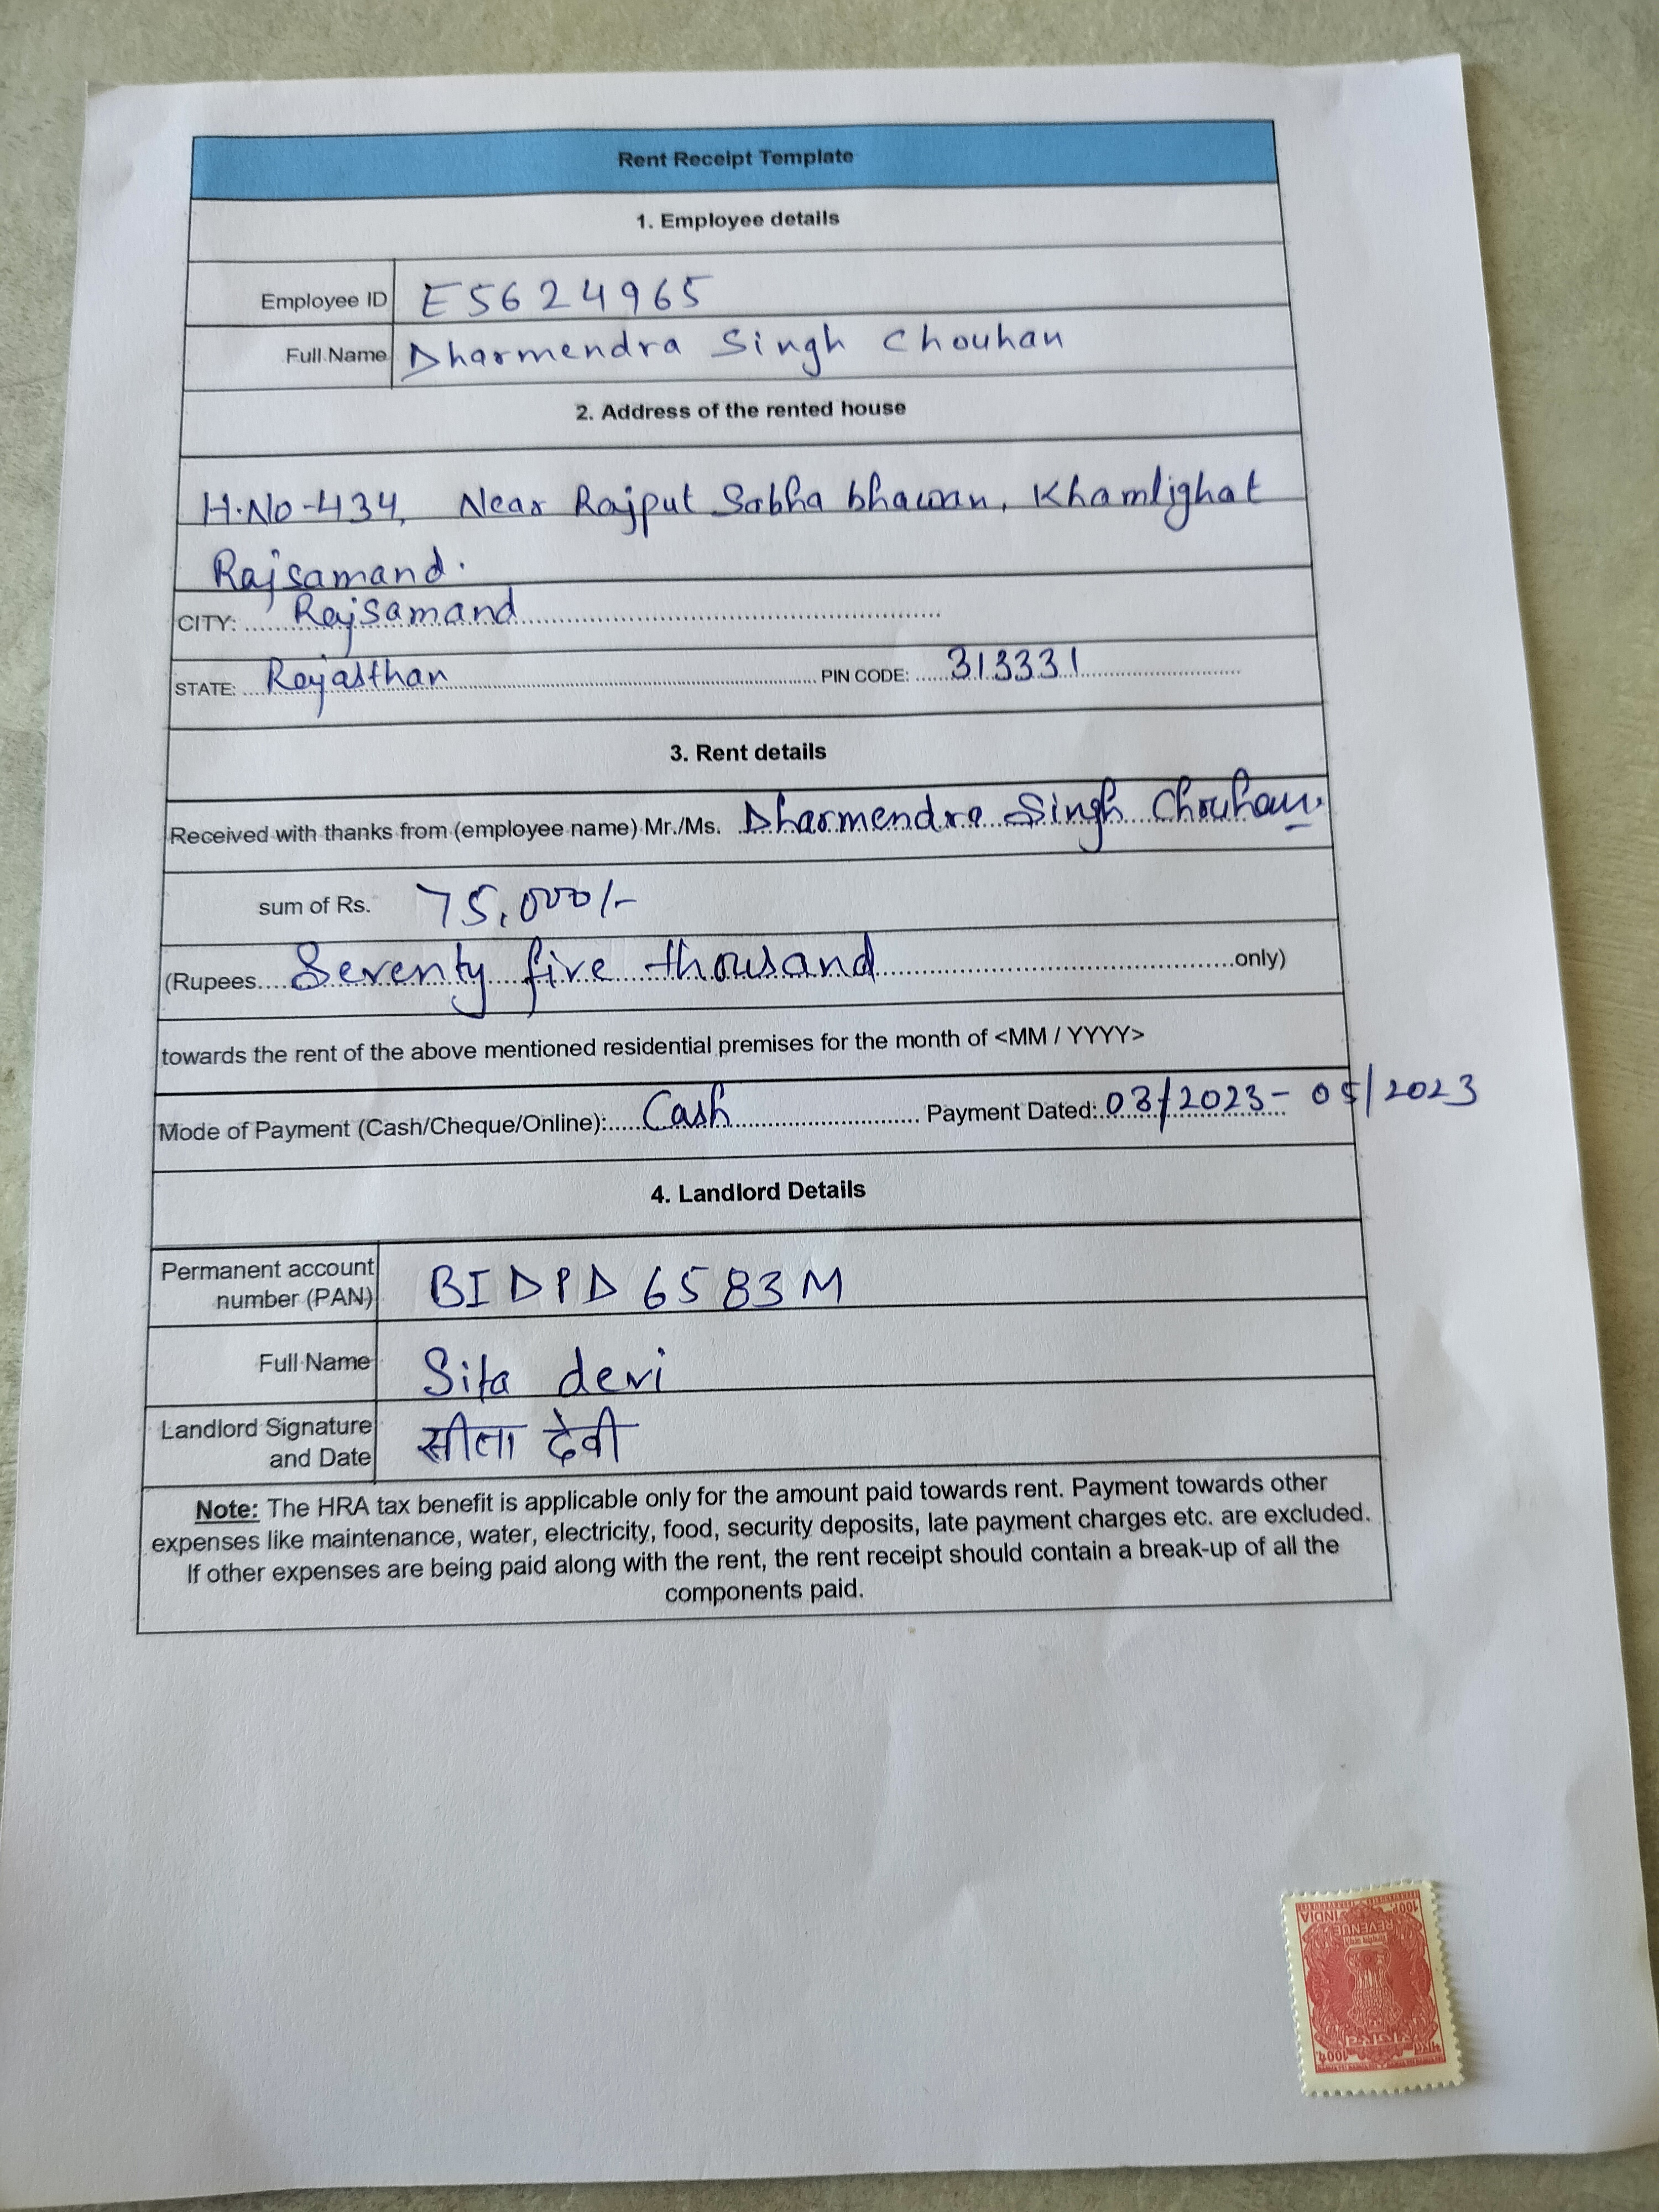 Rent Receipt Template
1. Employee details
Employee ID E5624965
Full Name Dharmendra Singh Chouhan
2. Address of the rented house
H.No-434, Near Rajput Sabha bhawan, Khamlighat
Rajsamand.
CITY: Rajsamand
STATE: Rajasthan PIN CODE: 313331
3. Rent details
Received with thanks from (employee name) Mr./Ms. Dharmendra Singh Chouhan.
sum of Rs. 75,000/-
(Rupees Seventy five thousand only)
towards the rent of the above mentioned residential premises for the month of <MM / YYYY>
Mode of Payment (Cash/Cheque/Online): Cash Payment Dated: 03/2023 - 05/2023
4. Landlord Details
Permanent account
number (PAN) BIDPD6583M
Full Name Sita devi
Landlord Signature
and Date सीता देवी
Note: The HRA tax benefit is applicable only for the amount paid towards rent. Payment towards other
expenses like maintenance, water, electricity, food, security deposits, late payment charges etc. are excluded.
If other expenses are being paid along with the rent, the rent receipt should contain a break-up of all the
components paid.
भारत 100प.
राजस्व
REVENUE
INDIA 100P.